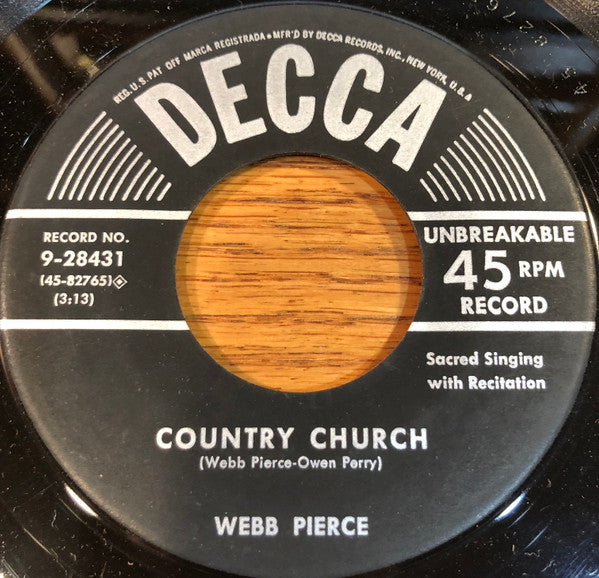 REG. U.S. PAT OFF MARCA REGISTRADA • MFR'D BY DECCA RECORDS, INC., NEW YORK, U.S.A.
DECCA
RECORD NO.
9-28431
(45-82765)
(3:13)
UNBREAKABLE
45 RPM
RECORD
Sacred Singing
with Recitation
COUNTRY CHURCH
(Webb Pierce-Owen Perry)
WEBB PIERCE